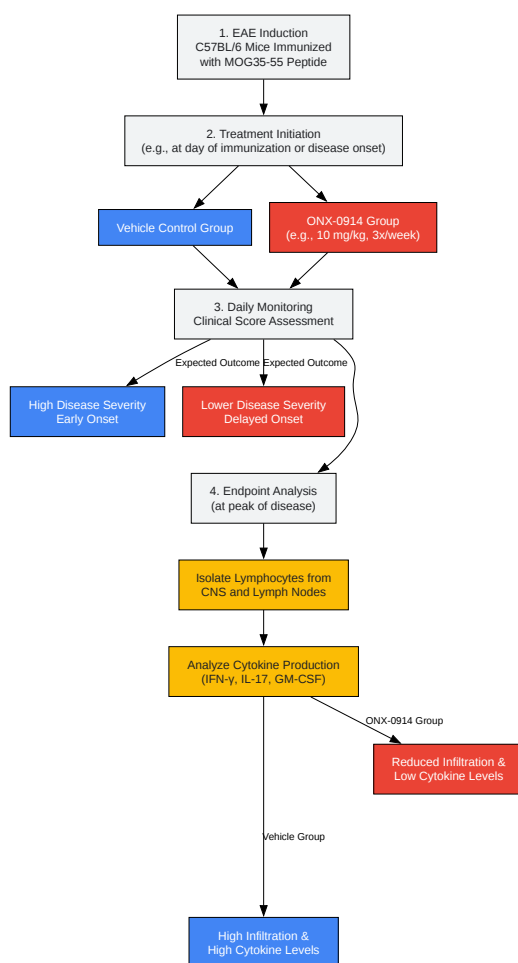 1. EAE Induction
C57BL/6 Mice Immunized
with MOG35-55 Peptide
2. Treatment Initiation
(e.g., at day of immunization or disease onset)
Vehicle Control Group
ONX-0914 Group
(e.g., 10 mg/kg, 3x/week)
3. Daily Monitoring
Clinical Score Assessment
Expected Outcome
Expected Outcome
High Disease Severity
Early Onset
Lower Disease Severity
Delayed Onset
4. Endpoint Analysis
(at peak of disease)
Isolate Lymphocytes from
CNS and Lymph Nodes
Analyze Cytokine Production
(IFN-γ, IL-17, GM-CSF)
ONX-0914 Group
Reduced Infiltration &
Low Cytokine Levels
Vehicle Group
High Infiltration &
High Cytokine Levels